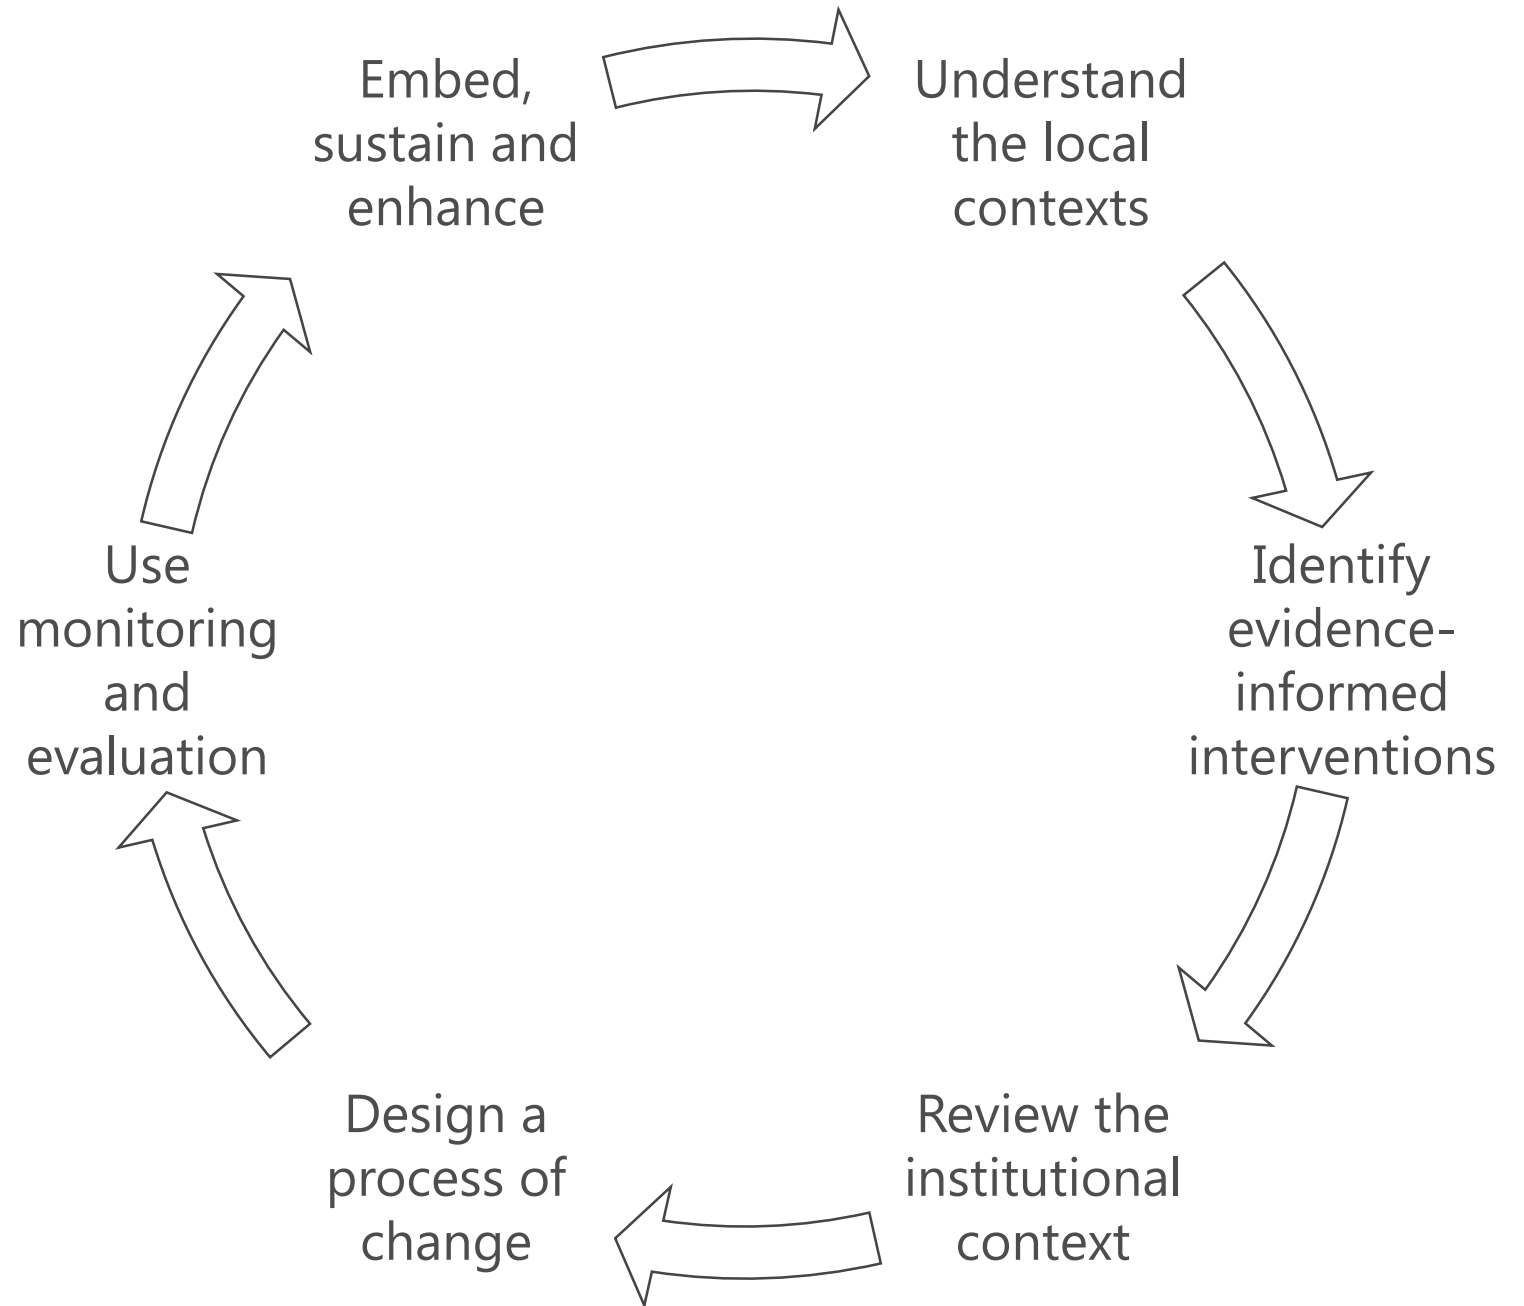 Embed,
sustain and
enhance
Understand
the local
contexts
Identify
evidence-
informed
interventions
Review the
institutional
context
Design a
process of
change
Use
monitoring
and
evaluation